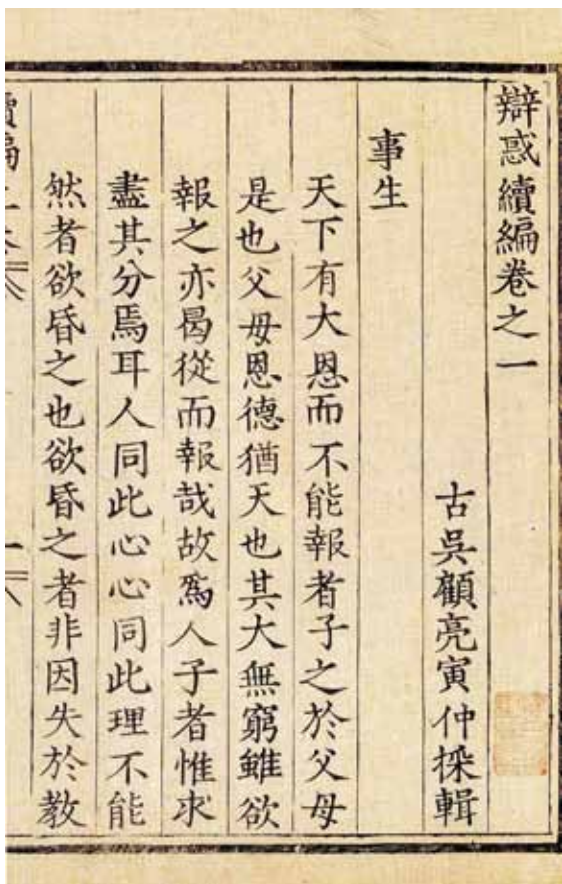 辯惑續編卷之一
古吳顧亮寅仲採輯
事生
天下有大恩而不能報者子之於父母
是也父母恩德猶天也其大無窮雖欲
報之亦曷從而報哉故爲人子者惟求
盡其分焉耳人同此心心同此理不能
然者欲昏之也欲昏之者非因失於教